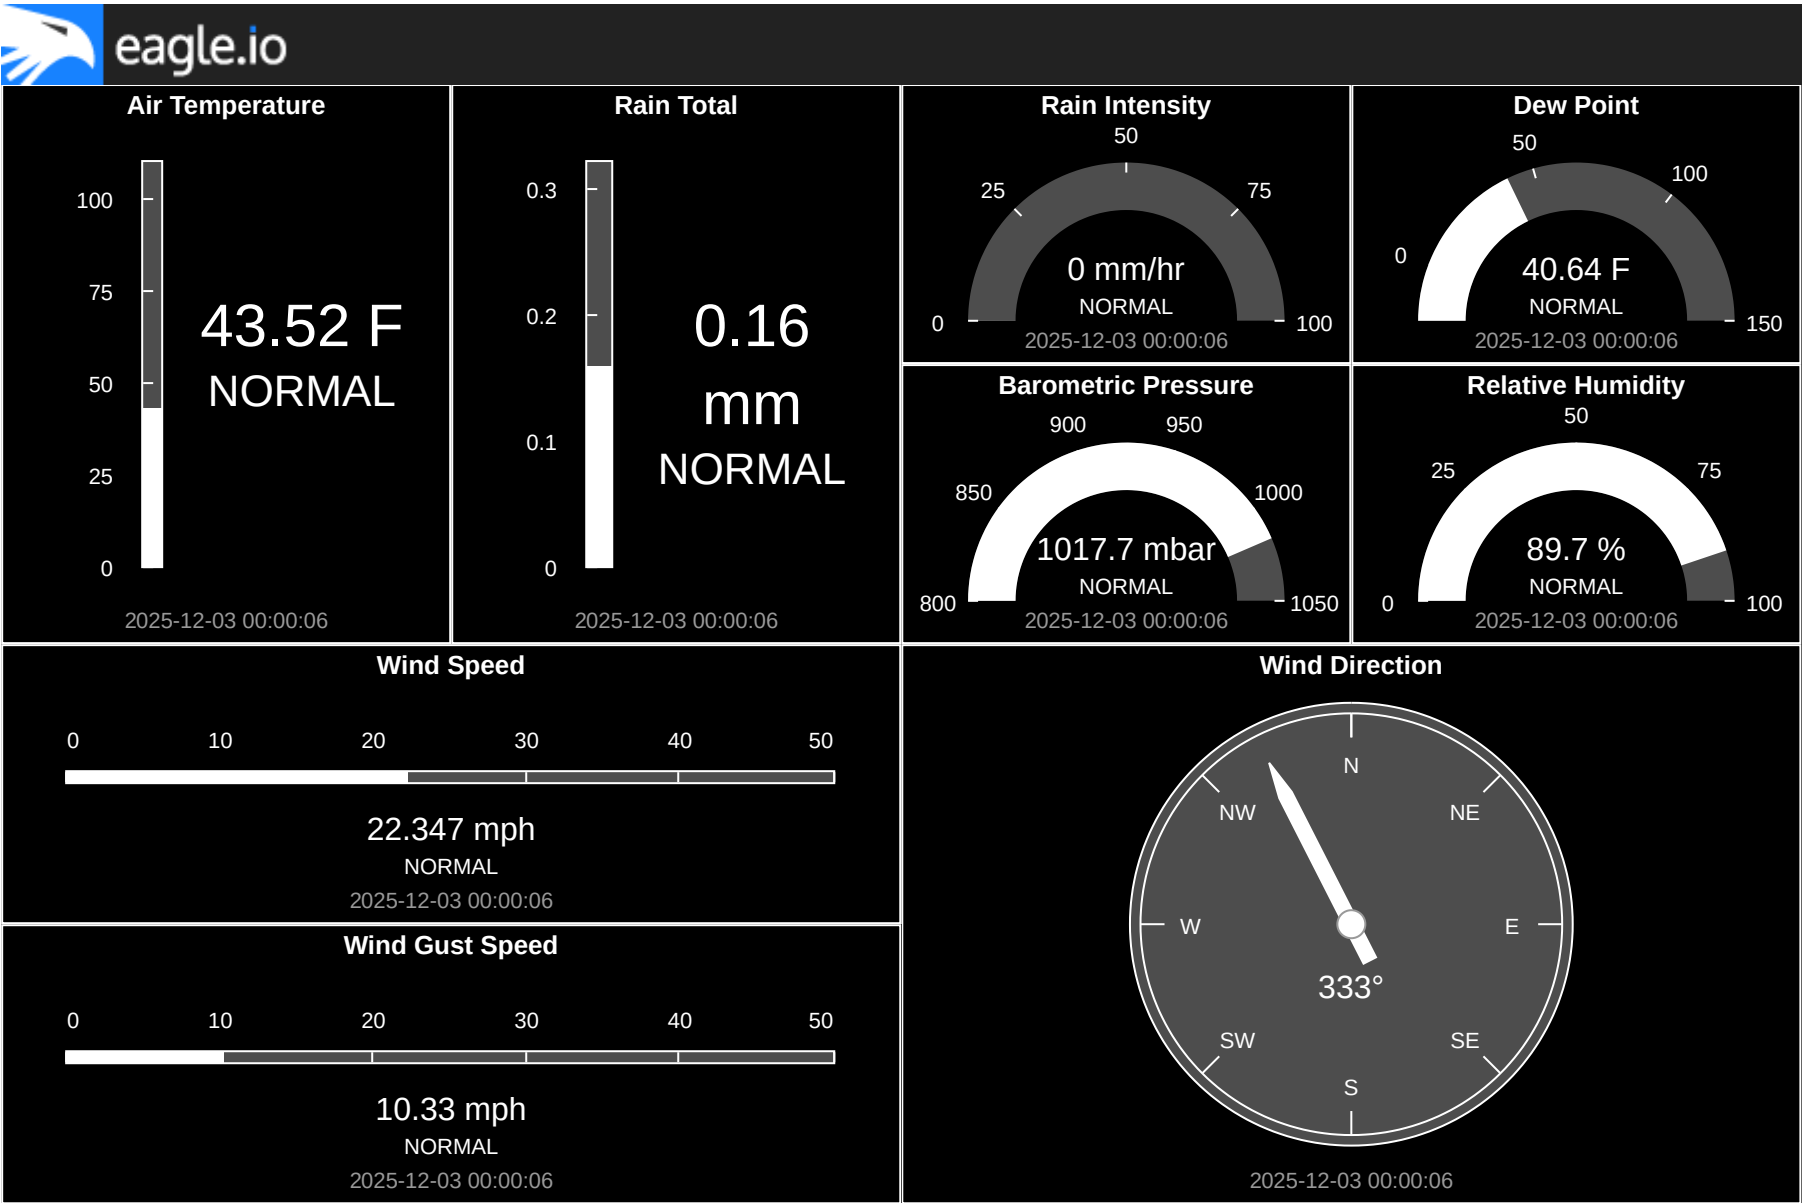 eagle.io
Air Temperature
100
75
50
25
0
43.52 F
NORMAL
2025-12-03 00:00:06
Rain Total
0.3
0.2
0.1
0
0.16
mm
NORMAL
2025-12-03 00:00:06
Rain Intensity
0
25
50
75
100
0 mm/hr
NORMAL
2025-12-03 00:00:06
Dew Point
0
50
100
150
40.64 F
NORMAL
2025-12-03 00:00:06
Barometric Pressure
800
850
900
950
1000
1050
1017.7 mbar
NORMAL
2025-12-03 00:00:06
Relative Humidity
0
25
50
75
100
89.7 %
NORMAL
2025-12-03 00:00:06
Wind Speed
0 10 20 30 40 50
22.347 mph
NORMAL
2025-12-03 00:00:06
Wind Gust Speed
0 10 20 30 40 50
10.33 mph
NORMAL
2025-12-03 00:00:06
Wind Direction
N
NW NE
W E
333°
SW SE
S
2025-12-03 00:00:06